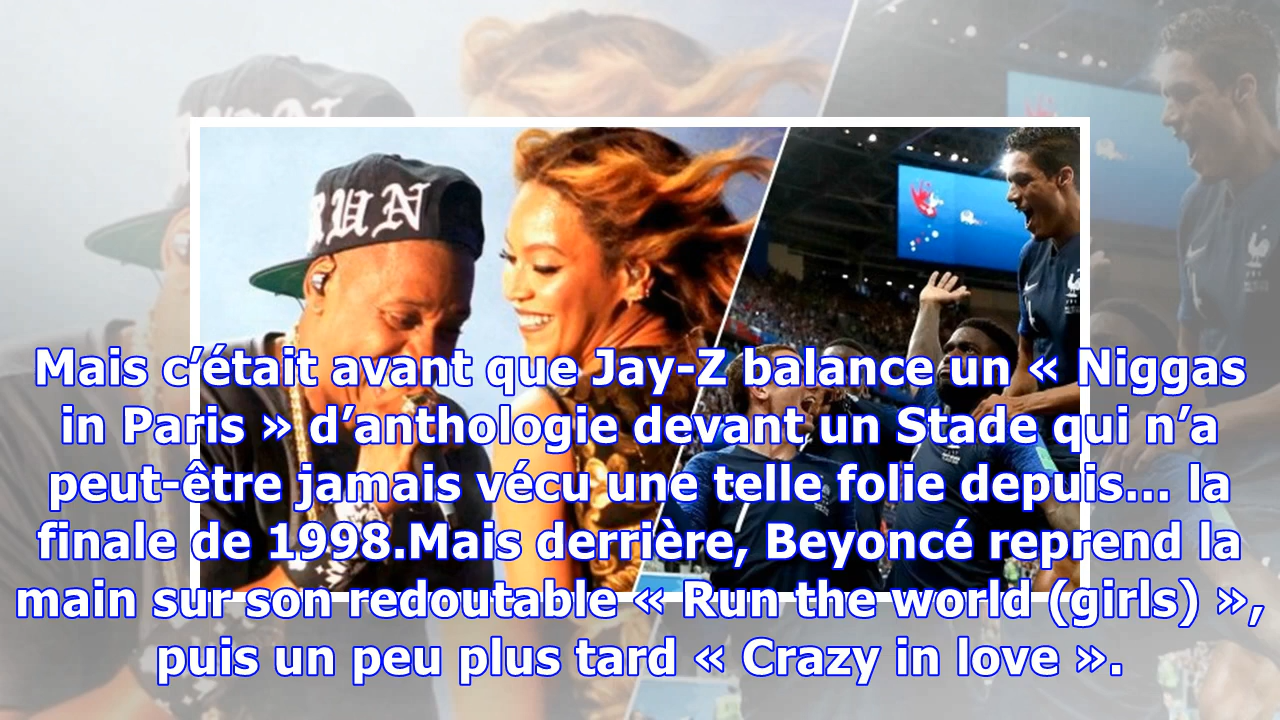 RUN
Mais c’était avant que Jay-Z balance un « Niggas
in Paris » d’anthologie devant un Stade qui n’a
peut-être jamais vécu une telle folie depuis... la
finale de 1998.Mais derrière, Beyoncé reprend la
main sur son redoutable « Run the world (girls) »,
puis un peu plus tard « Crazy in love ».